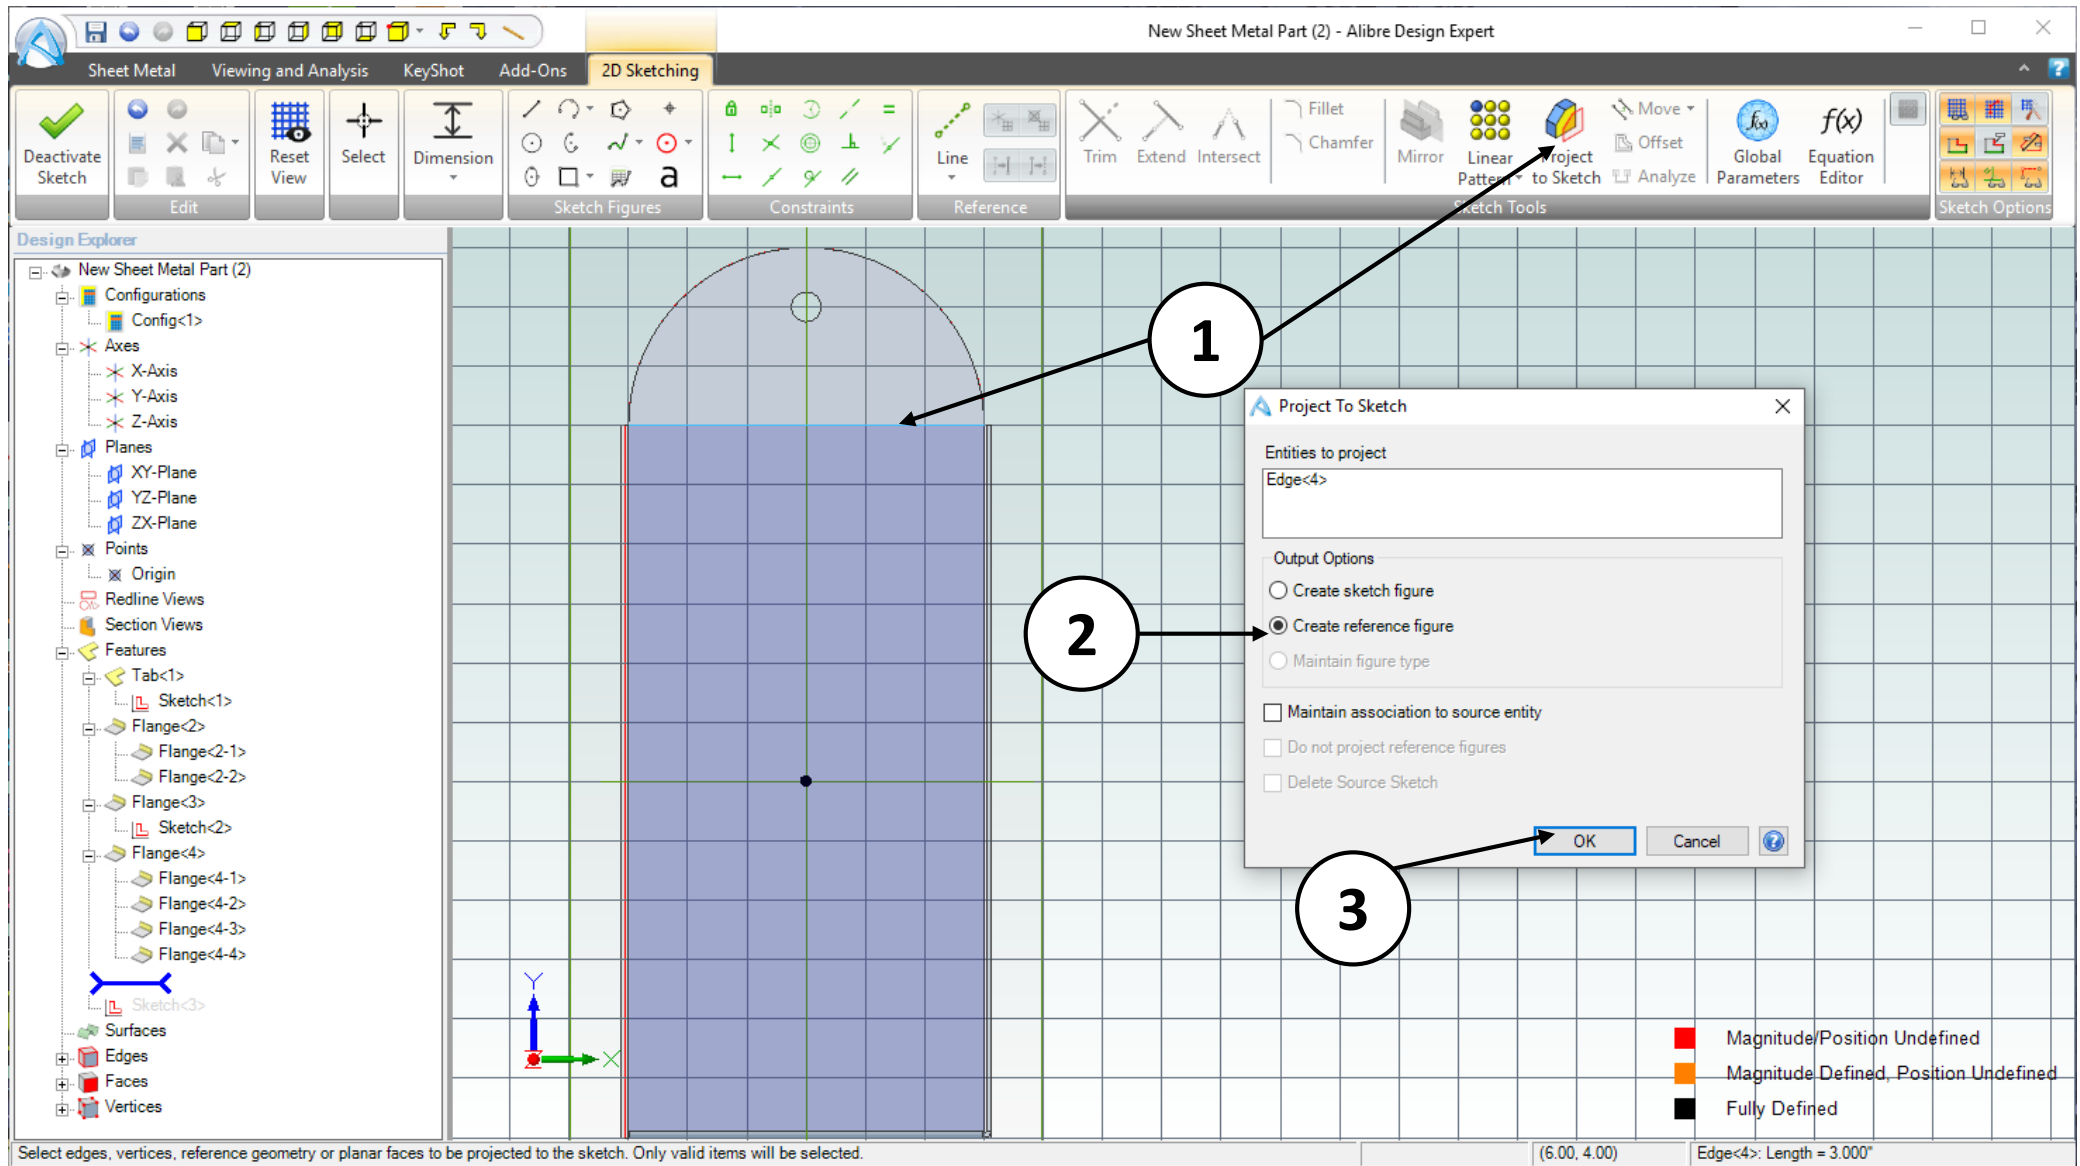 New Sheet Metal Part (2) - Alibre Design Expert
Sheet Metal Viewing and Analysis KeyShot Add-Ons 2D Sketching
Deactivate Sketch
Edit
Reset View
Select
Dimension
a
Sketch Figures
Constraints
Line
Reference
Trim Extend Intersect
Fillet
Chamfer
Mirror
Linear Pattern
Project to Sketch
Move
Offset
Analyze
f(x)
Global Parameters
f(x)
Equation Editor
Sketch Tools
Sketch Options
Design Explorer
New Sheet Metal Part (2)
Configurations
Config<1>
Axes
X-Axis
Y-Axis
Z-Axis
Planes
XY-Plane
YZ-Plane
ZX-Plane
Points
Origin
Redline Views
Section Views
Features
Tab<1>
Sketch<1>
Flange<2>
Flange<2-1>
Flange<2-2>
Flange<3>
Sketch<2>
Flange<4>
Flange<4-1>
Flange<4-2>
Flange<4-3>
Flange<4-4>
Sketch<3>
Surfaces
Edges
Faces
Vertices
1
2
3
Y
X
Z
Project To Sketch
Entities to project
Edge<4>
Output Options
Create sketch figure
Create reference figure
Maintain figure type
Maintain association to source entity
Do not project reference figures
Delete Source Sketch
OK Cancel
Magnitude/Position Undefined
Magnitude Defined, Position Undefined
Fully Defined
Select edges, vertices, reference geometry or planar faces to be projected to the sketch. Only valid items will be selected.
(6.00, 4.00)
Edge<4>: Length = 3.000"